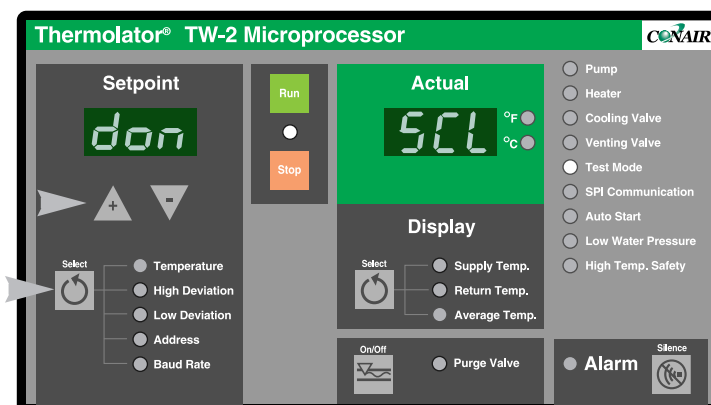 Thermolator® TW-2 Microprocessor
CONAIR
Setpoint
don
+
-
Select
Temperature
High Deviation
Low Deviation
Address
Baud Rate
Run
Stop
Actual
SCL
°F
°C
Display
Select
Supply Temp.
Return Temp.
Average Temp.
On/Off
Purge Valve
Pump
Heater
Cooling Valve
Venting Valve
Test Mode
SPI Communication
Auto Start
Low Water Pressure
High Temp. Safety
Alarm
Silence